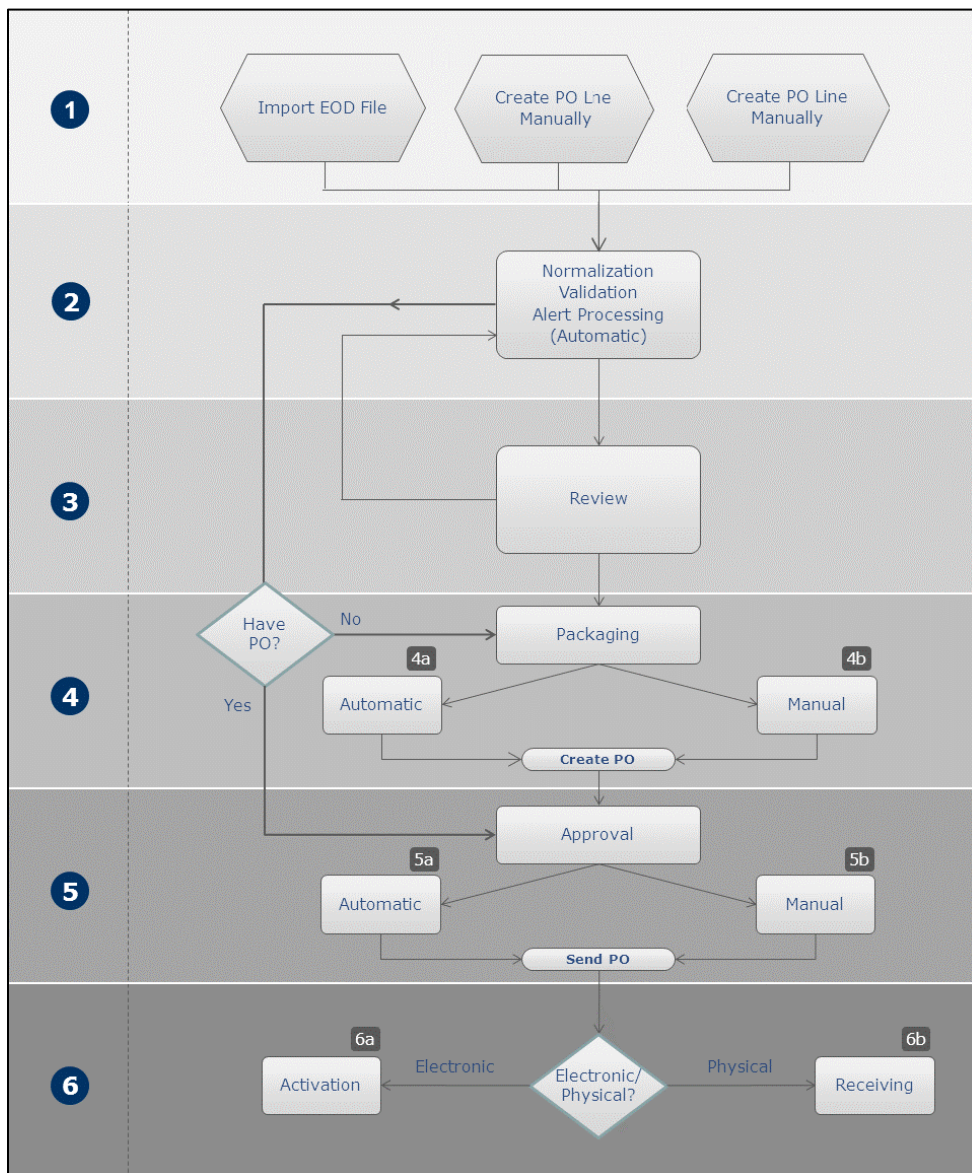 1
Import EOD File
Create PO Lne
Manually
Create PO Line
Manually
2
Normalization
Validation
Alert Processing
(Automatic)
3
Review
Have
PO?
No
Yes
4
Packaging
4a
Automatic
4b
Manual
Create PO
5
Approval
5a
Automatic
5b
Manual
Send PO
6
6a
Activation
Electronic
Electronic/
Physical?
Physical
6b
Receiving